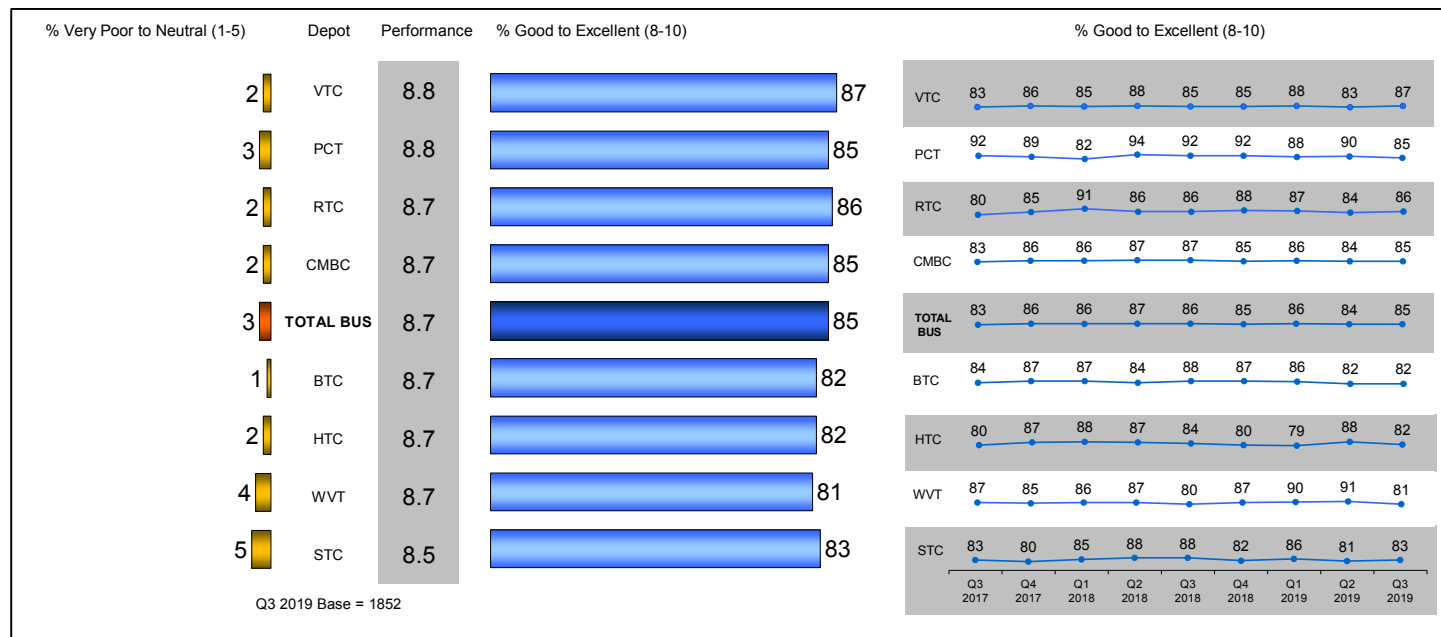 % Very Poor to Neutral (1-5) Depot Performance % Good to Excellent (8-10)
2 VTC 8.8 87
3 PCT 8.8 85
2 RTC 8.7 86
2 CMBC 8.7 85
3 TOTAL BUS 8.7 85
1 BTC 8.7 82
2 HTC 8.7 82
4 WVT 8.7 81
5 STC 8.5 83
Q3 2019 Base = 1852
% Good to Excellent (8-10)
VTC 83 86 85 88 85 85 88 83 87
PCT 92 89 82 94 92 92 88 90 85
RTC 80 85 91 86 86 88 87 84 86
CMBC 83 86 86 87 87 85 86 84 85
TOTAL BUS 83 86 86 87 86 85 86 84 85
BTC 84 87 87 84 88 87 86 82 82
HTC 80 87 88 87 84 80 79 88 82
WVT 87 85 86 87 80 87 90 91 81
STC 83 80 85 88 88 82 86 81 83
Q3 Q4 Q1 Q2 Q3 Q4 Q1 Q2 Q3
2017 2017 2018 2018 2018 2018 2019 2019 2019